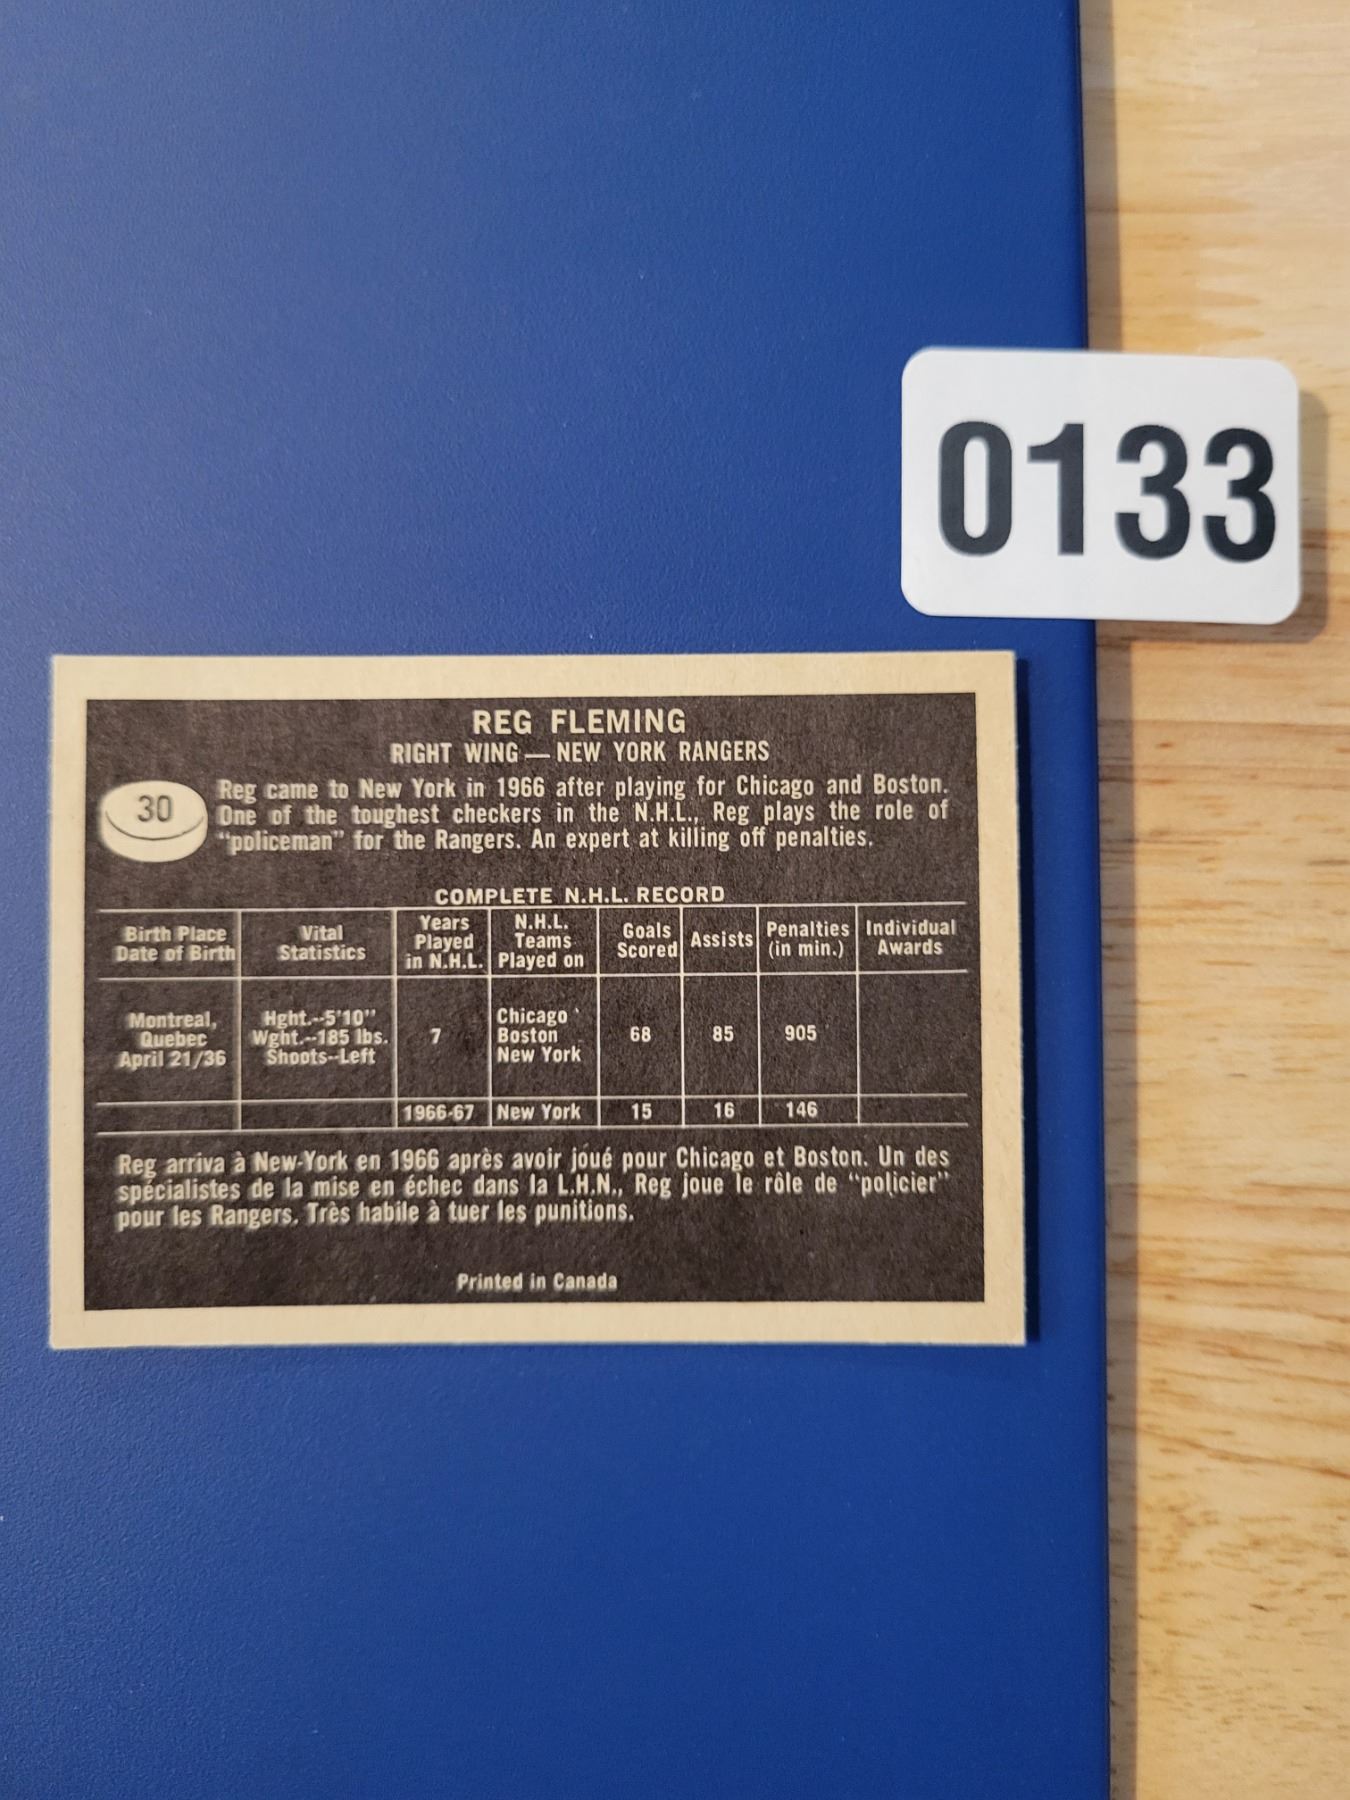 0133
REG FLEMING
RIGHT WING — NEW YORK RANGERS
30
Reg came to New York in 1966 after playing for Chicago and Boston.
One of the toughest checkers in the N.H.L., Reg plays the role of
"policeman" for the Rangers. An expert at killing off penalties.
COMPLETE N.H.L. RECORD
Birth Place
Date of Birth
Vital
Statistics
Years
Played
in N.H.L.
N.H.L.
Teams
Played on
Goals
Scored
Assists
Penalties
(in min.)
Individual
Awards
Montreal,
Quebec
April 21/36
Hght.--5'10"
Wght.--185 lbs.
Shoots--Left
7
Chicago
Boston
New York
68
85
905
1966-67
New York
15
16
146
Reg arriva à New-York en 1966 après avoir joué pour Chicago et Boston. Un des
spécialistes de la mise en échec dans la L.H.N., Reg joue le rôle de "policier"
pour les Rangers. Très habile à tuer les punitions.
Printed in Canada